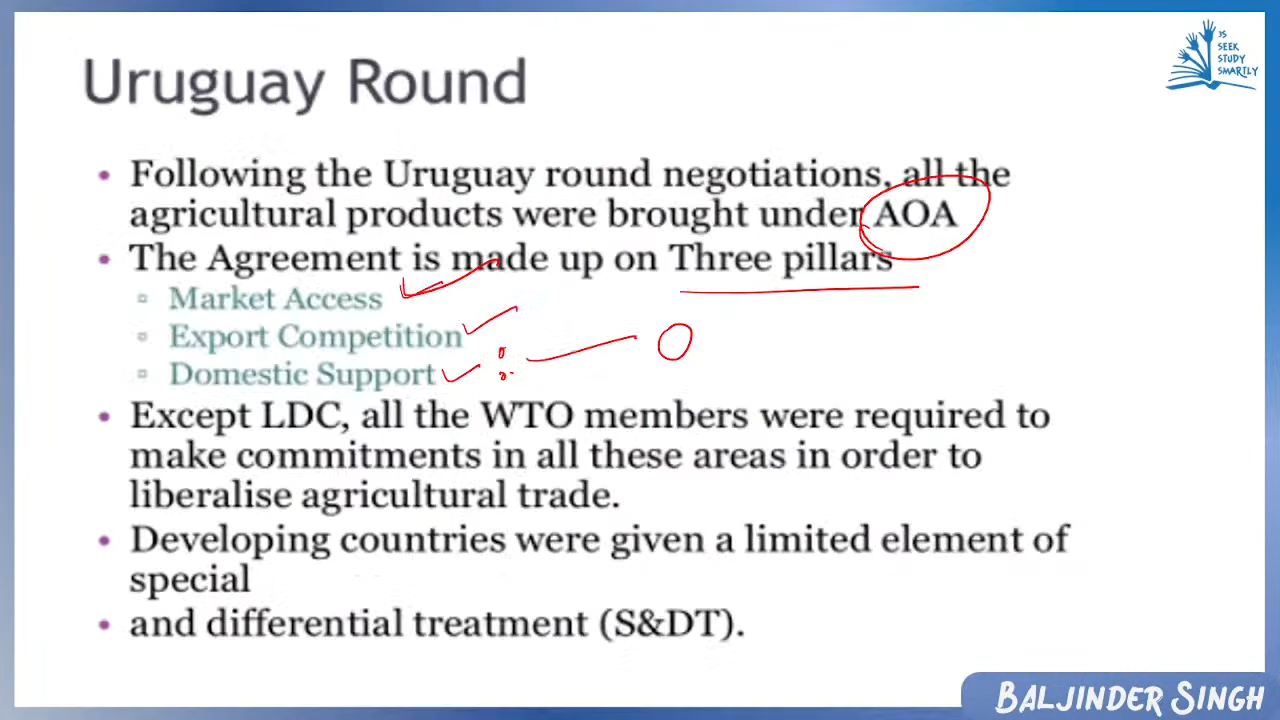 Uruguay Round
3S
SEEK
STUDY
SMARTLY
• Following the Uruguay round negotiations, all the
agricultural products were brought under AOA
• The Agreement is made up on Three pillars
▫ Market Access
▫ Export Competition
▫ Domestic Support
• Except LDC, all the WTO members were required to
make commitments in all these areas in order to
liberalise agricultural trade.
• Developing countries were given a limited element of
special
• and differential treatment (S&DT).
BALJINDER SINGH